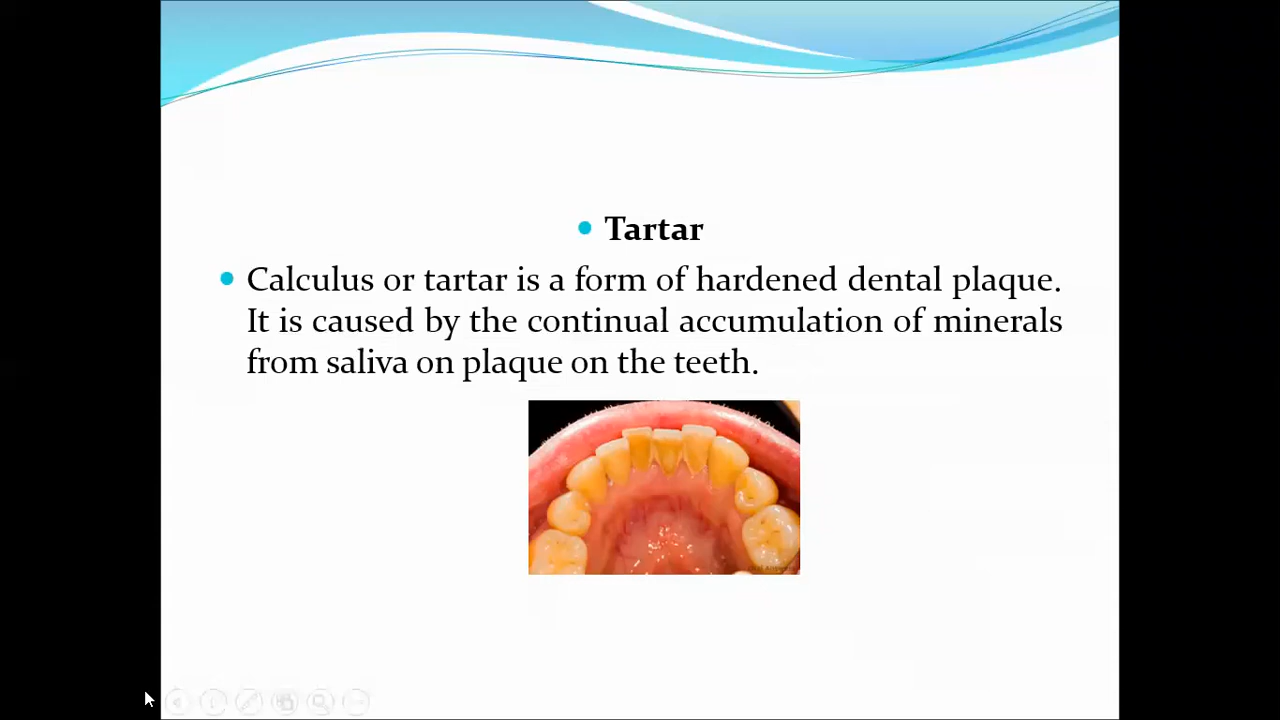 Tartar
Calculus or tartar is a form of hardened dental plaque.
It is caused by the continual accumulation of minerals
from saliva on plaque on the teeth.